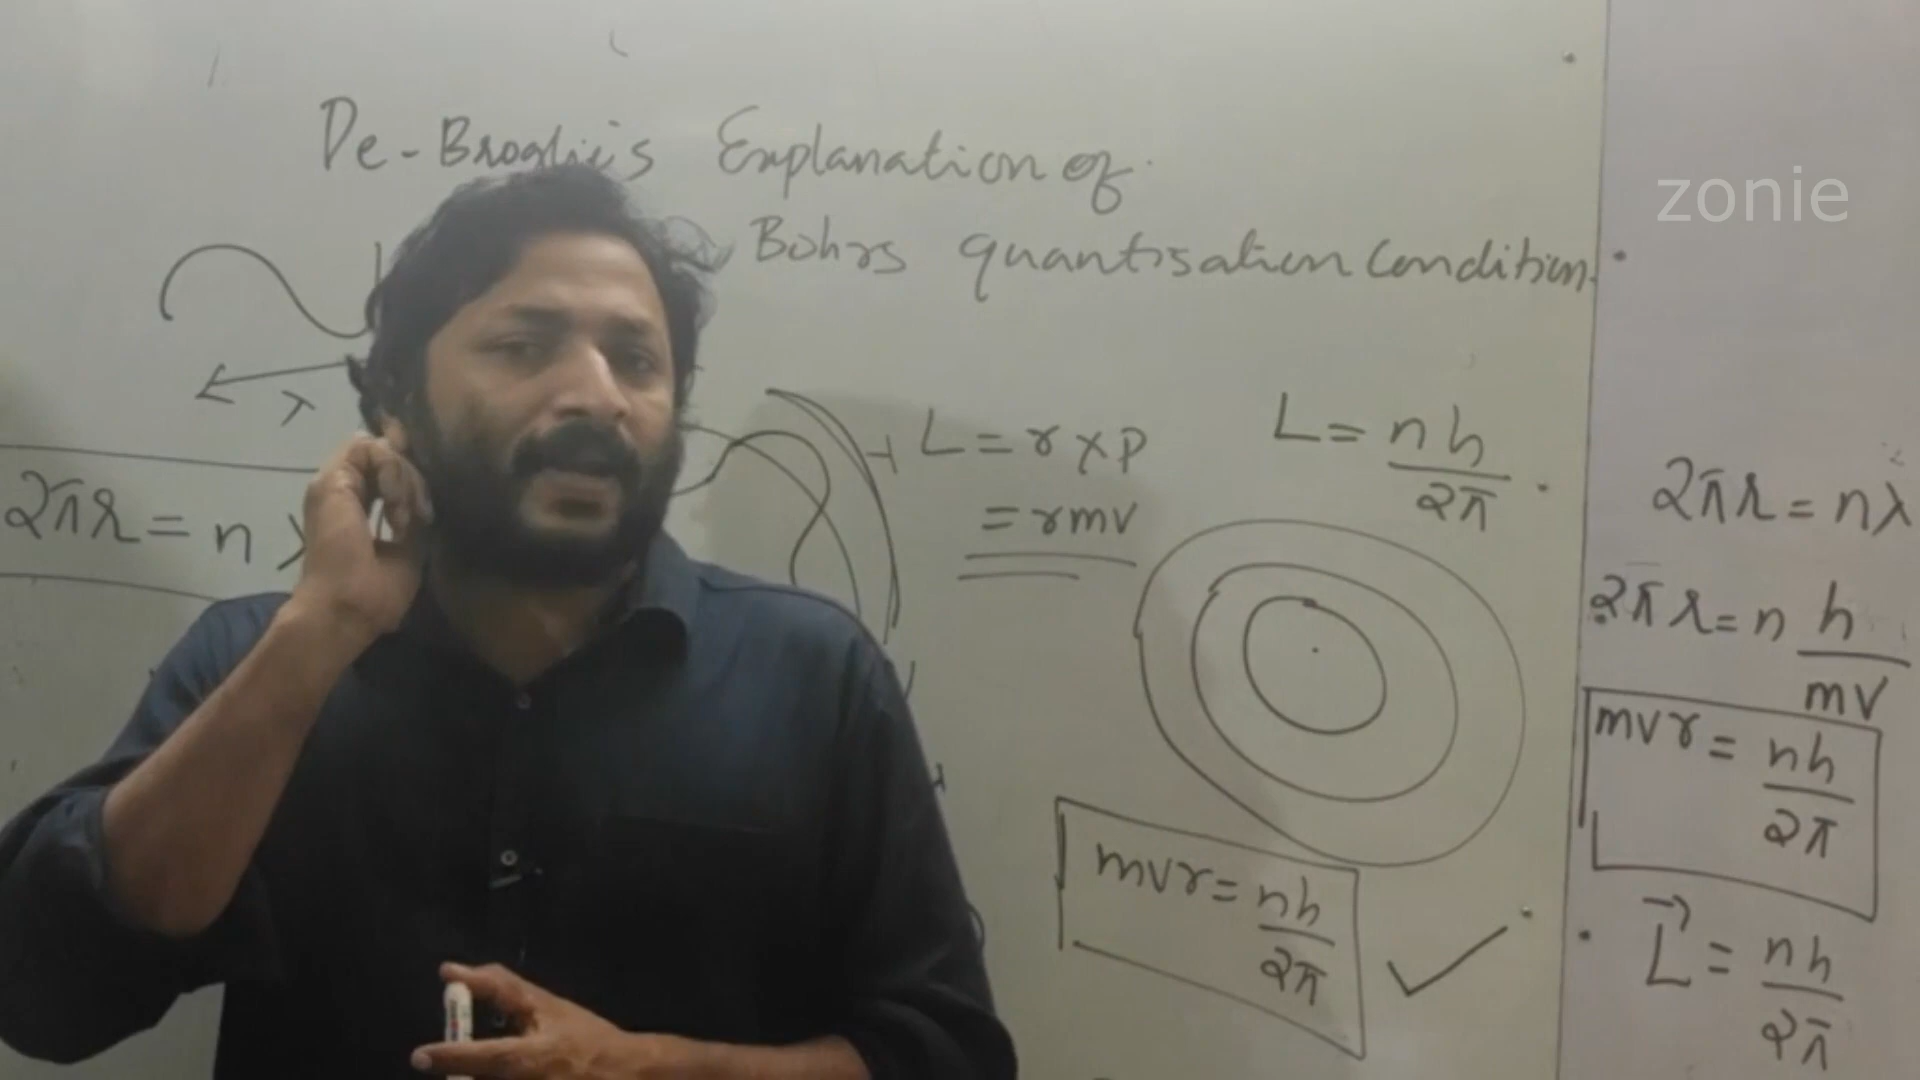 De-Broglie's Explanation of
Bohrs quantisation Condition.
λ
2πr = n λ
L = r x p
= rmv
L = nh/2π .
mvr = nh/2π
zonie
2πr = nλ
2πr = n h/mv
mvr = nh/2π
L⃗ = nh/2π